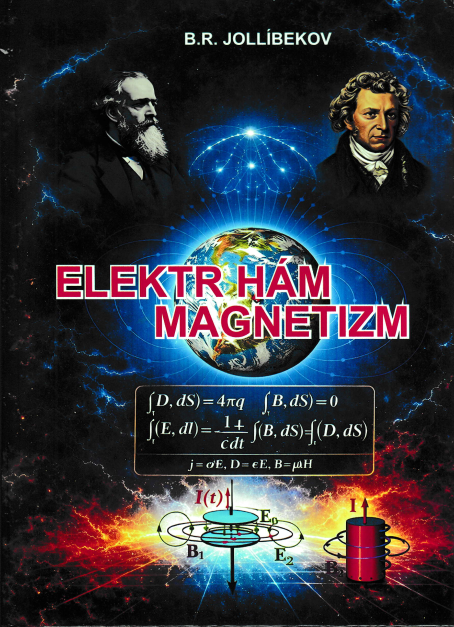 B.R. JOLLÍBEKOV
ELEKTR HÁM
MAGNETIZM
∫(D, dS) = 4πq ∫(B, dS) = 0
∫(E, dl) = - 1+/c dt ∫(B, dS) = ∫(D, dS)
j = σE, D = ϵE, B = μH
I(t)
E₀
B₁
E₂
I
B